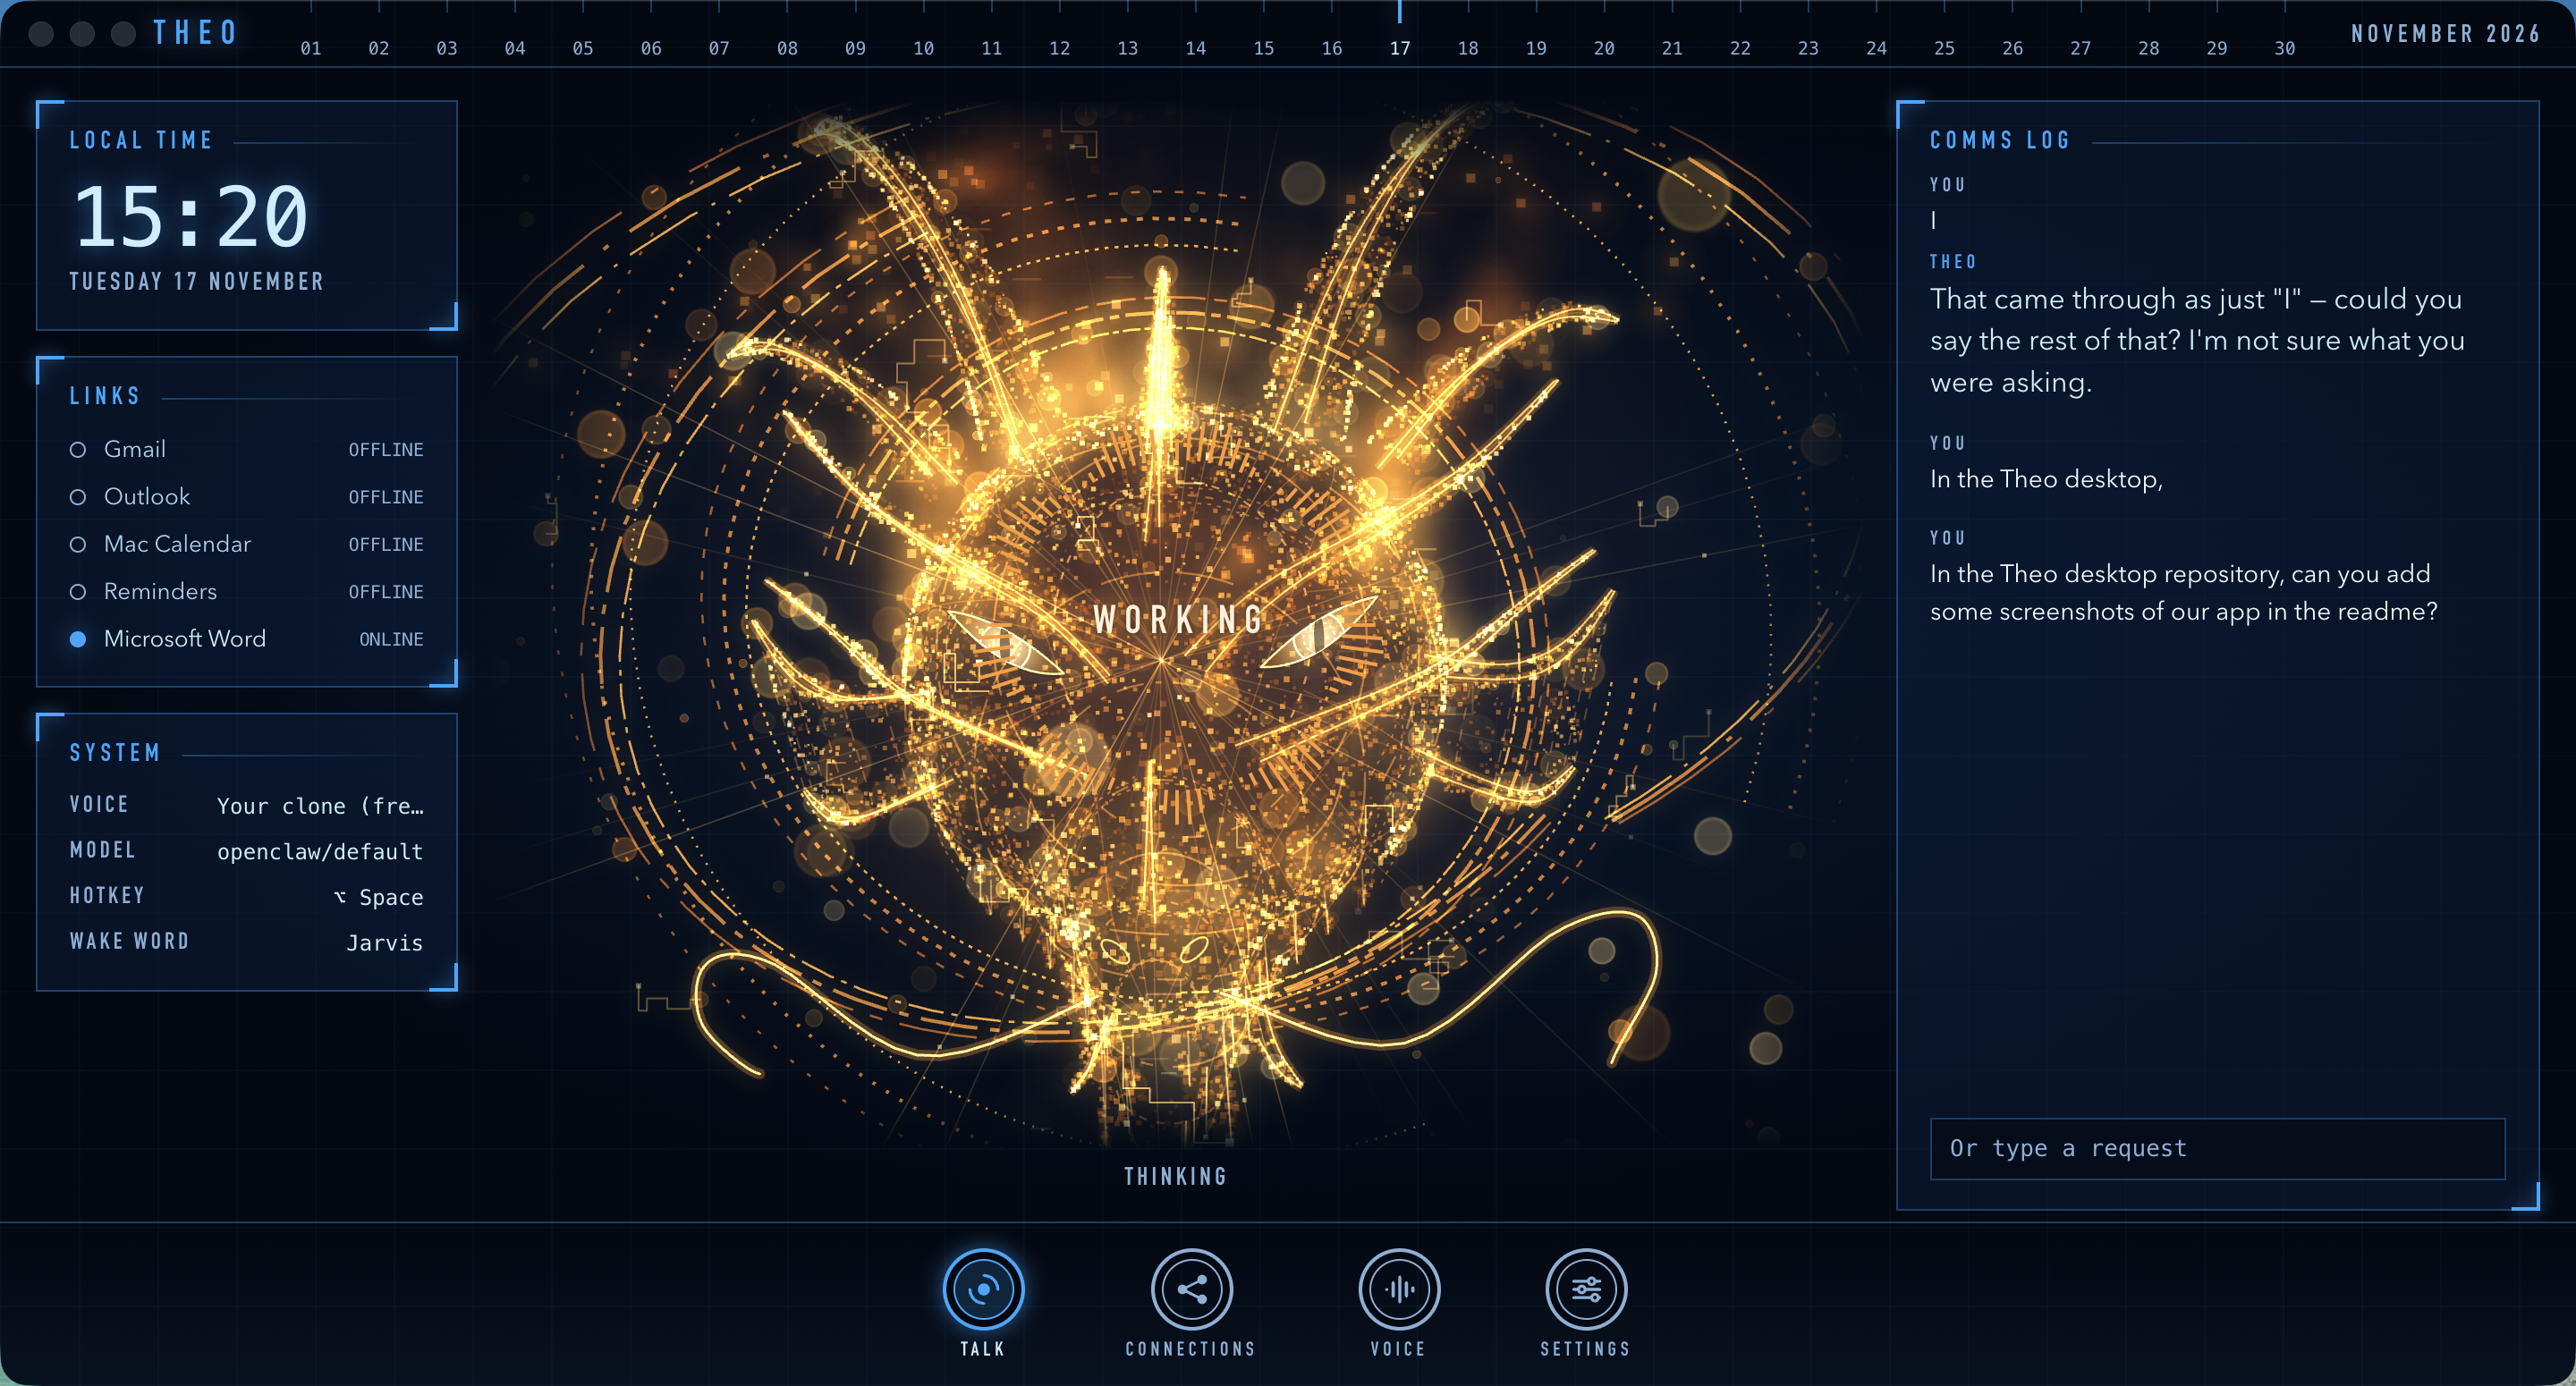 THEO
01 02 03 04 05 06 07 08 09 10 11 12 13 14 15 16 17 18 19 20 21 22 23 24 25 26 27 28 29 30
NOVEMBER 2026
LOCAL TIME
15:20
TUESDAY 17 NOVEMBER
LINKS
Gmail OFFLINE
Outlook OFFLINE
Mac Calendar OFFLINE
Reminders OFFLINE
Microsoft Word ONLINE
SYSTEM
VOICE Your clone (fre…
MODEL openclaw/default
HOTKEY ⌥ Space
WAKE WORD Jarvis
WORKING
THINKING
COMMS LOG
YOU
I
THEO
That came through as just "I" – could you
say the rest of that? I'm not sure what you
were asking.
YOU
In the Theo desktop,
YOU
In the Theo desktop repository, can you add
some screenshots of our app in the readme?
Or type a request
TALK
CONNECTIONS
VOICE
SETTINGS